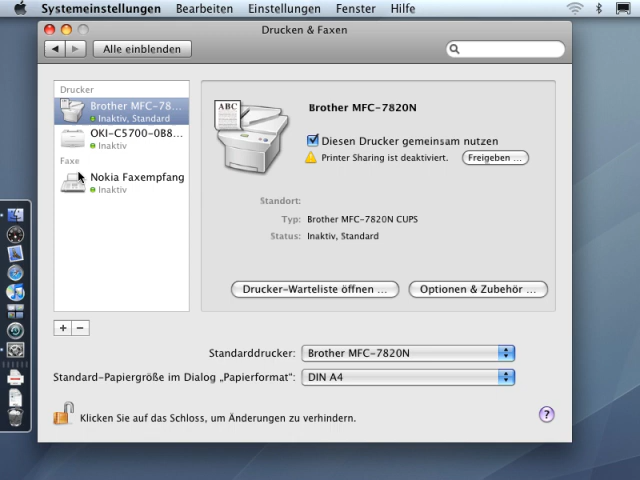 Systemeinstellungen Bearbeiten Einstellungen Fenster Hilfe
Drucken & Faxen
Alle einblenden
Drucker
Brother MFC-78...
Inaktiv, Standard
OKI-C5700-0B8...
Inaktiv
Faxe
Nokia Faxempfang
Inaktiv
ABC
Brother MFC-7820N
Diesen Drucker gemeinsam nutzen
Printer Sharing ist deaktiviert. Freigeben ...
Standort:
Typ: Brother MFC-7820N CUPS
Status: Inaktiv, Standard
Drucker-Warteliste öffnen ... Optionen & Zubehör ...
+ −
Standarddrucker: Brother MFC-7820N
Standard-Papiergröße im Dialog „Papierformat“: DIN A4
Klicken Sie auf das Schloss, um Änderungen zu verhindern. ?